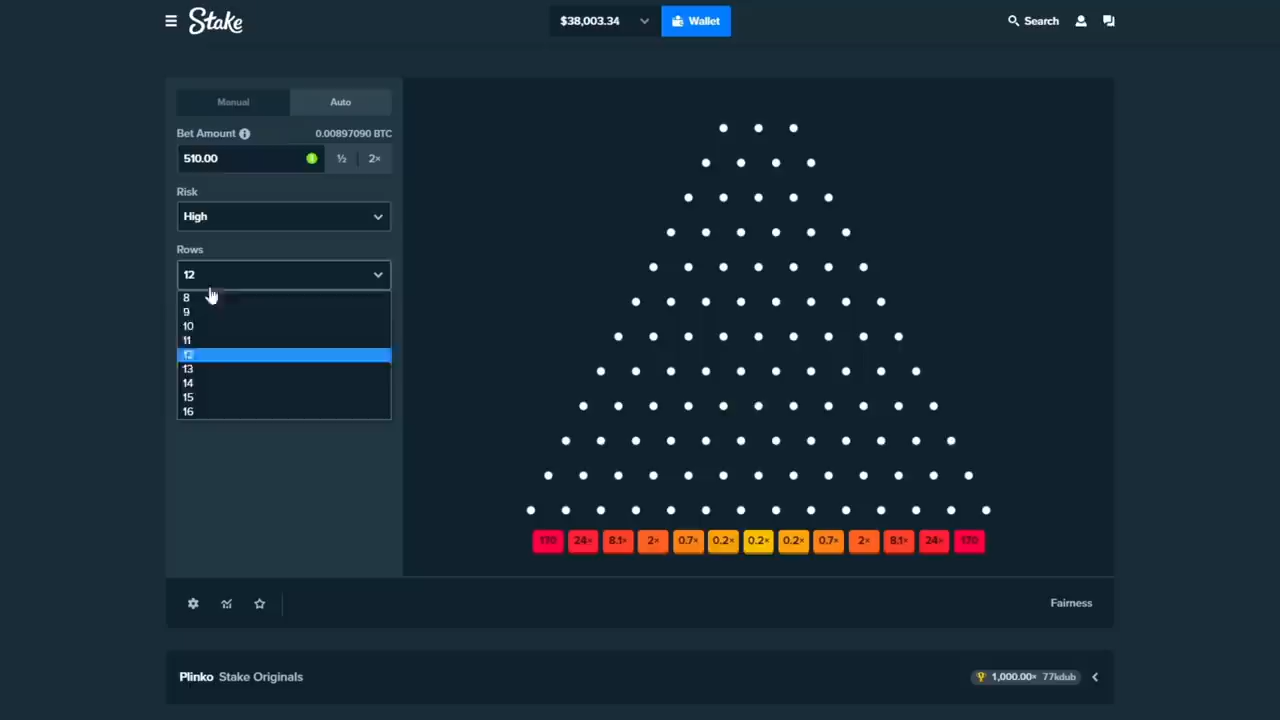 Stake
$38,003.34
Wallet
Search
Manual
Auto
Bet Amount
0.00897090 BTC
510.00
½
2×
Risk
High
Rows
12
8
9
10
11
12
13
14
15
16
170
24×
8.1×
2×
0.7×
0.2×
0.2×
0.2×
0.7×
2×
8.1×
24×
170
Fairness
Plinko Stake Originals
1,000.00× 77kdub